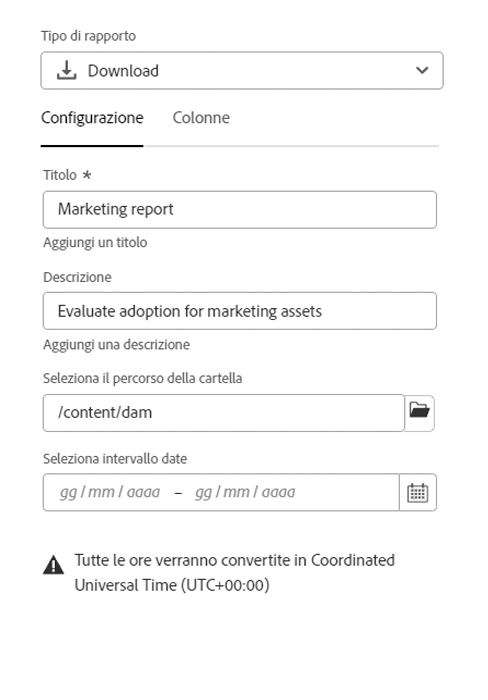 Tipo di rapporto
Download
Configurazione Colonne
Titolo *
Marketing report
Aggiungi un titolo
Descrizione
Evaluate adoption for marketing assets
Aggiungi una descrizione
Seleziona il percorso della cartella
/content/dam
Seleziona intervallo date
gg / mm / aaaa – gg / mm / aaaa
Tutte le ore verranno convertite in Coordinated
Universal Time (UTC+00:00)